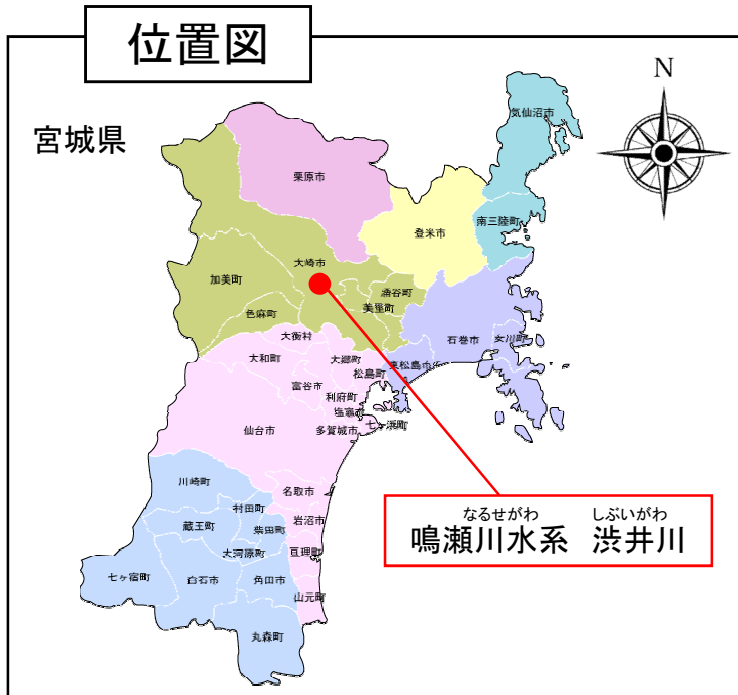 位置図
N
宮城県
気仙沼市
栗原市
南三陸町
登米市
大崎市
加美町
涌谷町
美里町
色麻町
大衡村
石巻市
女川町
大郷町
大和町
松島町
東松島市
富谷市
利府町
塩竈市
七ヶ浜町
仙台市
多賀城市
川崎町
名取市
村田町
岩沼市
蔵王町
柴田町
大河原町
亘理町
七ヶ宿町
白石市
角田市
山元町
丸森町
なるせがわ しぶいがわ
鳴瀬川水系 渋井川